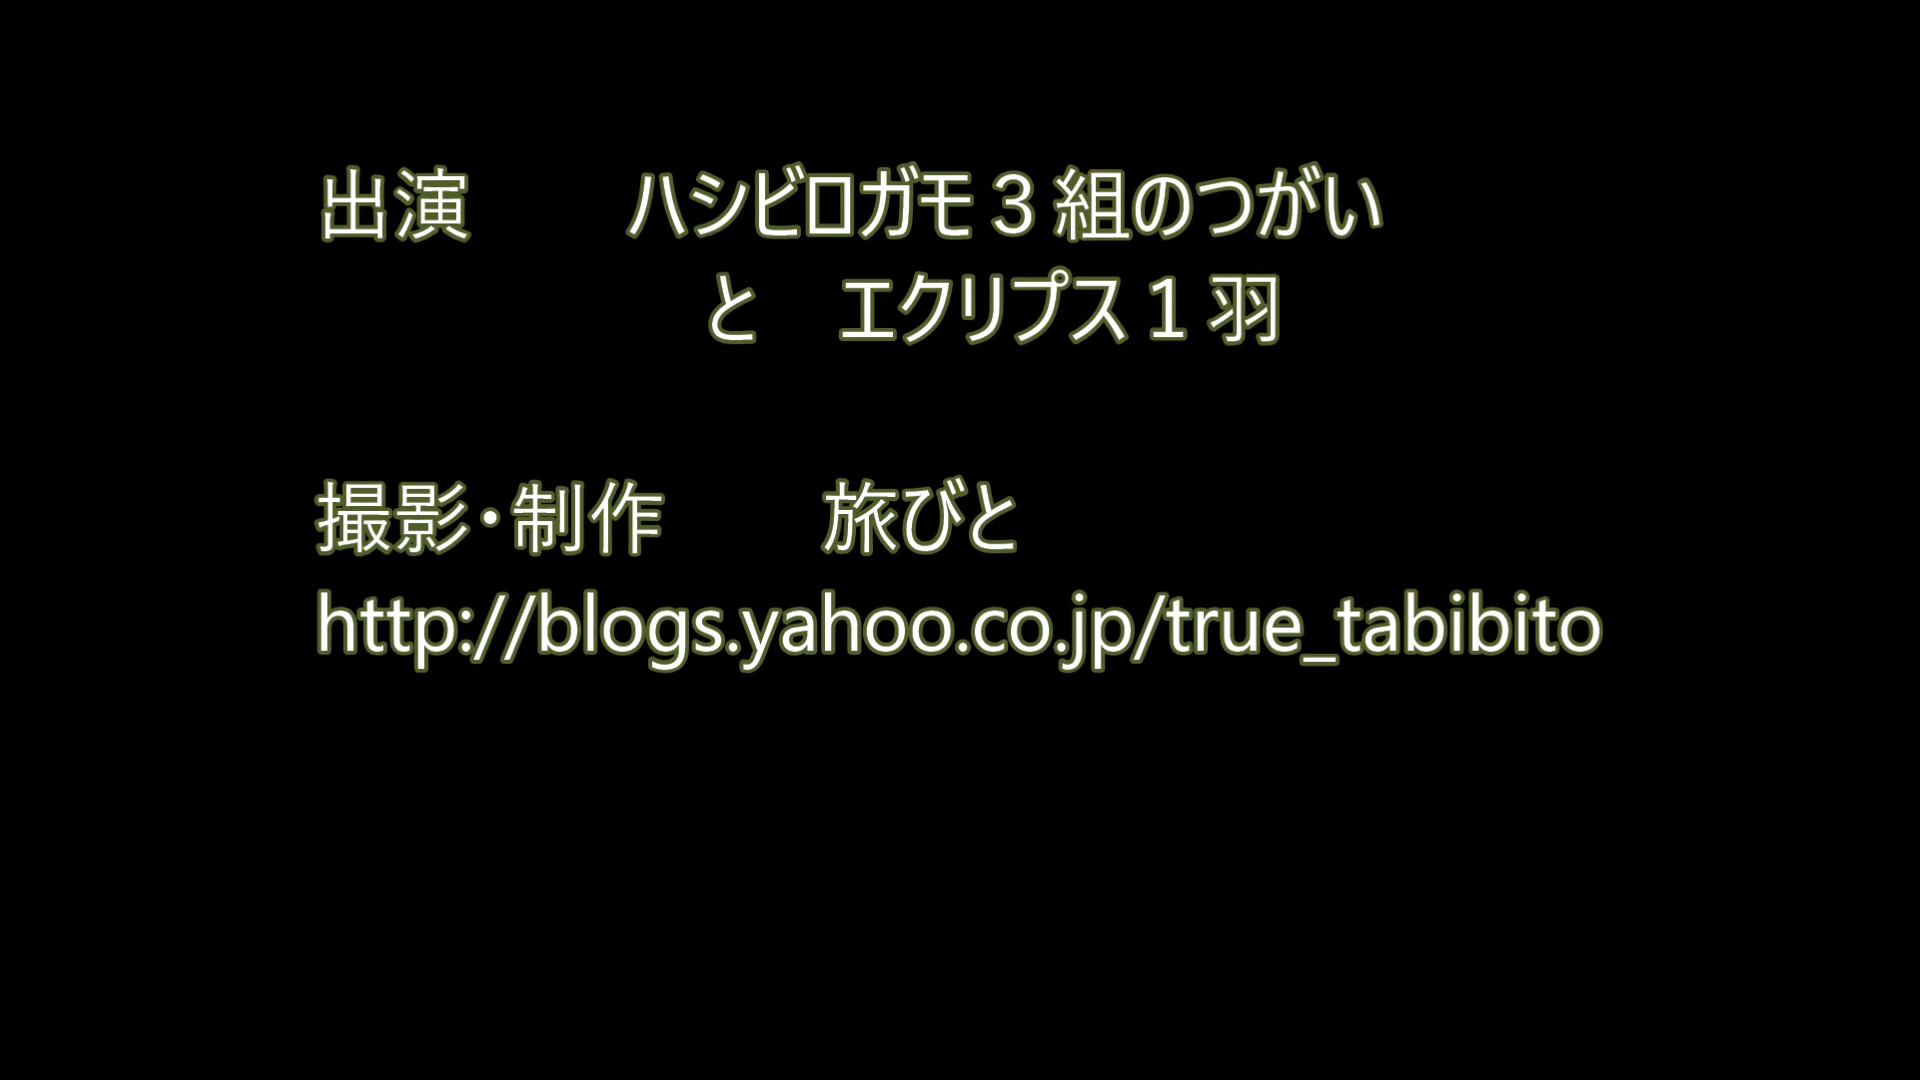 出演　　ハシビロガモ３組のつがい
と　エクリプス１羽
撮影・制作　　旅びと
http://blogs.yahoo.co.jp/true_tabibito